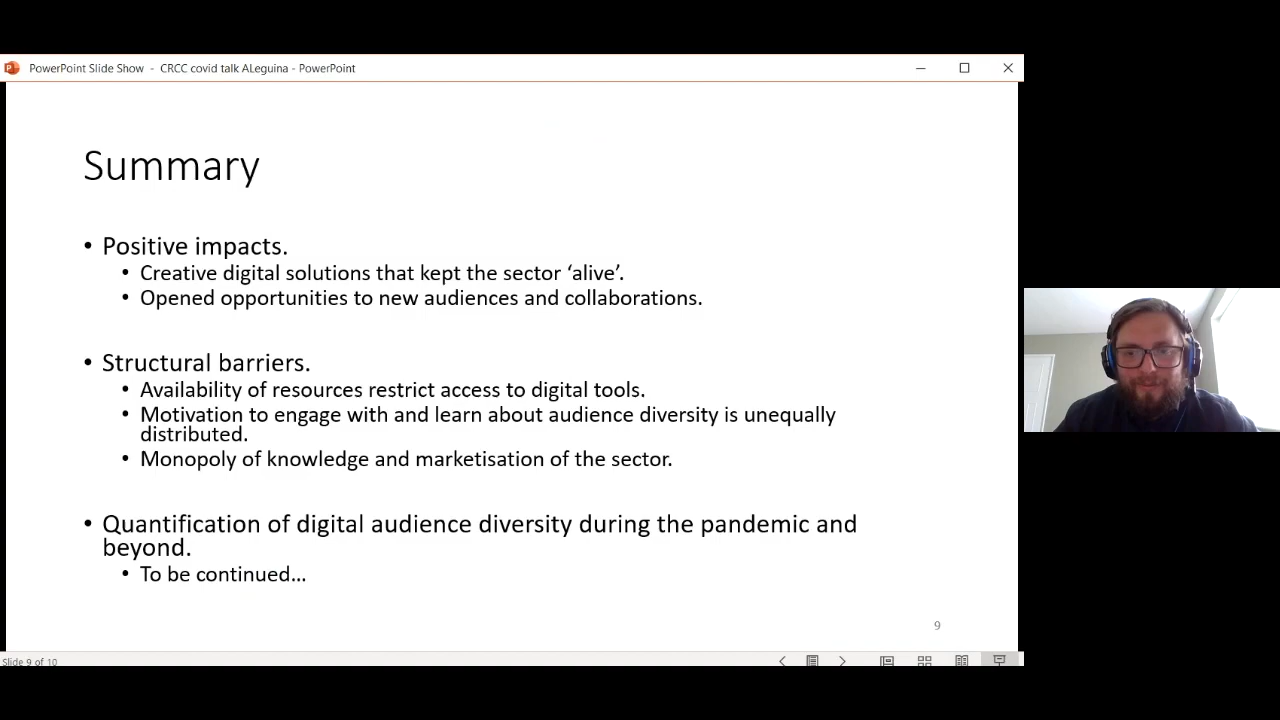 PowerPoint Slide Show - CRCC covid talk ALeguina - PowerPoint
Summary
• Positive impacts.
• Creative digital solutions that kept the sector ‘alive’.
• Opened opportunities to new audiences and collaborations.
• Structural barriers.
• Availability of resources restrict access to digital tools.
• Motivation to engage with and learn about audience diversity is unequally
distributed.
• Monopoly of knowledge and marketisation of the sector.
• Quantification of digital audience diversity during the pandemic and
beyond.
• To be continued…
9
Slide 9 of 10